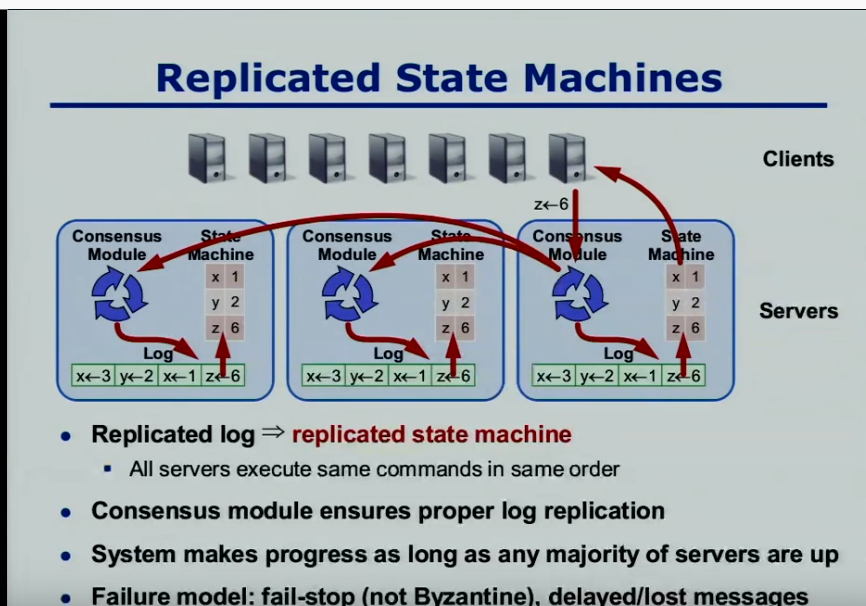 Replicated State Machines
Clients
z←6
Consensus Module
State Machine
x 1
y 2
z 6
Log
x←3 y←2 x←1 z←6
Consensus Module
State Machine
x 1
y 2
z 6
Log
x←3 y←2 x←1 z←6
Consensus Module
State Machine
x 1
y 2
z 6
Log
x←3 y←2 x←1 z←6
Servers
• Replicated log ⇒ replicated state machine
▪ All servers execute same commands in same order
• Consensus module ensures proper log replication
• System makes progress as long as any majority of servers are up
• Failure model: fail-stop (not Byzantine), delayed/lost messages